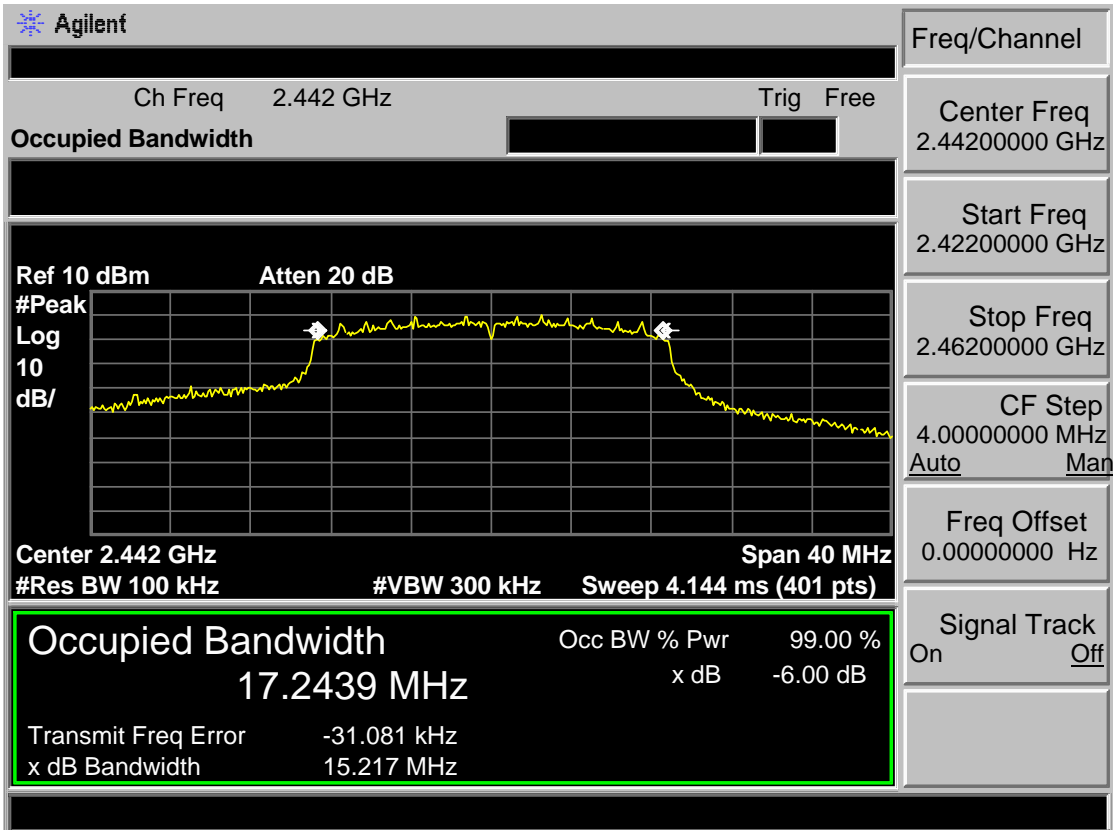 Agilent
Freq/Channel
Ch Freq 2.442 GHz Trig Free
Occupied Bandwidth
Center Freq
2.44200000 GHz
Start Freq
2.42200000 GHz
Stop Freq
2.46200000 GHz
CF Step
4.00000000 MHz
Auto Man
Freq Offset
0.00000000 Hz
Signal Track
On Off
Ref 10 dBm Atten 20 dB
#Peak
Log
10
dB/
Center 2.442 GHz Span 40 MHz
#Res BW 100 kHz #VBW 300 kHz Sweep 4.144 ms (401 pts)
Occupied Bandwidth Occ BW % Pwr 99.00 %
17.2439 MHz x dB -6.00 dB
Transmit Freq Error -31.081 kHz
x dB Bandwidth 15.217 MHz